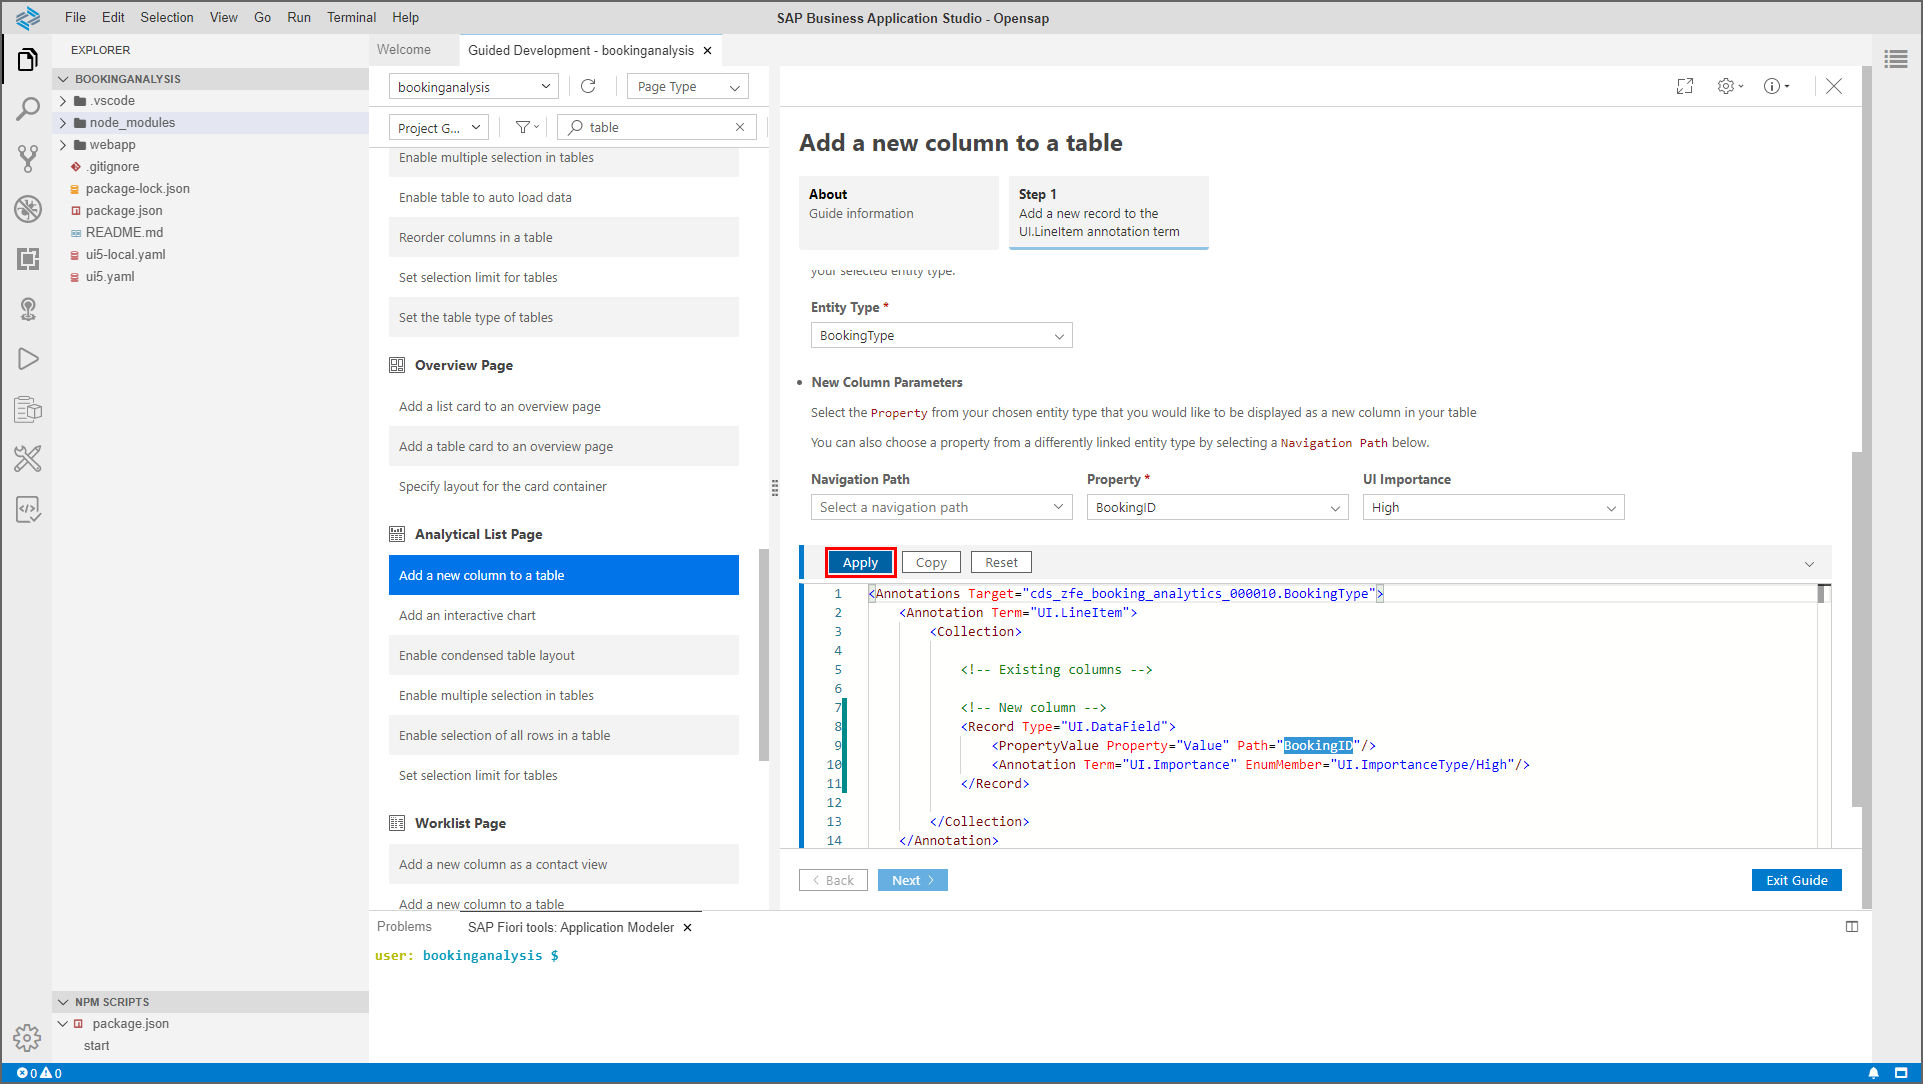 File Edit Selection View Go Run Terminal Help
SAP Business Application Studio - Opensap
EXPLORER
BOOKINGANALYSIS
.vscode
node_modules
webapp
.gitignore
package-lock.json
package.json
README.md
ui5-local.yaml
ui5.yaml
NPM SCRIPTS
package.json
start
Welcome
Guided Development - bookinganalysis ×
bookinganalysis
Page Type
Project G...
table
Enable multiple selection in tables
Enable table to auto load data
Reorder columns in a table
Set selection limit for tables
Set the table type of tables
Overview Page
Add a list card to an overview page
Add a table card to an overview page
Specify layout for the card container
Analytical List Page
Add a new column to a table
Add an interactive chart
Enable condensed table layout
Enable multiple selection in tables
Enable selection of all rows in a table
Set selection limit for tables
Worklist Page
Add a new column as a contact view
Add a new column to a table
Add a new column to a table
About
Guide information
Step 1
Add a new record to the
UI.LineItem annotation term
your selected entity type.
Entity Type *
BookingType
• New Column Parameters
Select the Property from your chosen entity type that you would like to be displayed as a new column in your table
You can also choose a property from a differently linked entity type by selecting a Navigation Path below.
Navigation Path Property * UI Importance
Select a navigation path BookingID High
Apply Copy Reset
1 <Annotations Target="cds_zfe_booking_analytics_000010.BookingType">
2 <Annotation Term="UI.LineItem">
3 <Collection>
4
5 <!-- Existing columns -->
6
7 <!-- New column -->
8 <Record Type="UI.DataField">
9 <PropertyValue Property="Value" Path="BookingID"/>
10 <Annotation Term="UI.Importance" EnumMember="UI.ImportanceType/High"/>
11 </Record>
12
13 </Collection>
14 </Annotation>
< Back Next > Exit Guide
Problems SAP Fiori tools: Application Modeler ×
user: bookinganalysis $
0 0